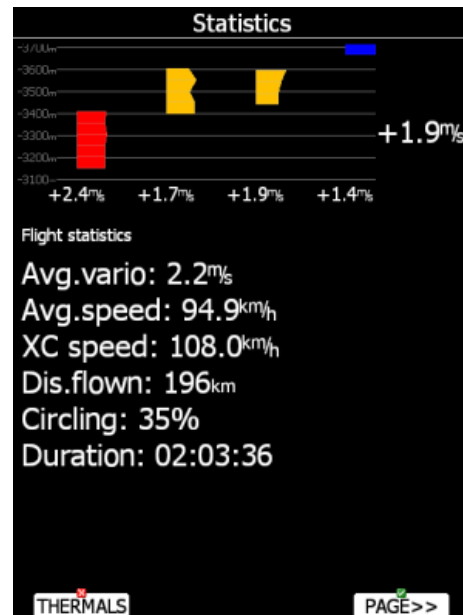 Statistics
-3700m
-3600m
-3500m
-3400m
-3300m
+1.9m/s
-3200m
-3100m
+2.4m/s +1.7m/s +1.9m/s +1.4m/s
Flight statistics
Avg.vario: 2.2m/s
Avg.speed: 94.9km/h
XC speed: 108.0km/h
Dis.flown: 196km
Circling: 35%
Duration: 02:03:36
THERMALS PAGE>>